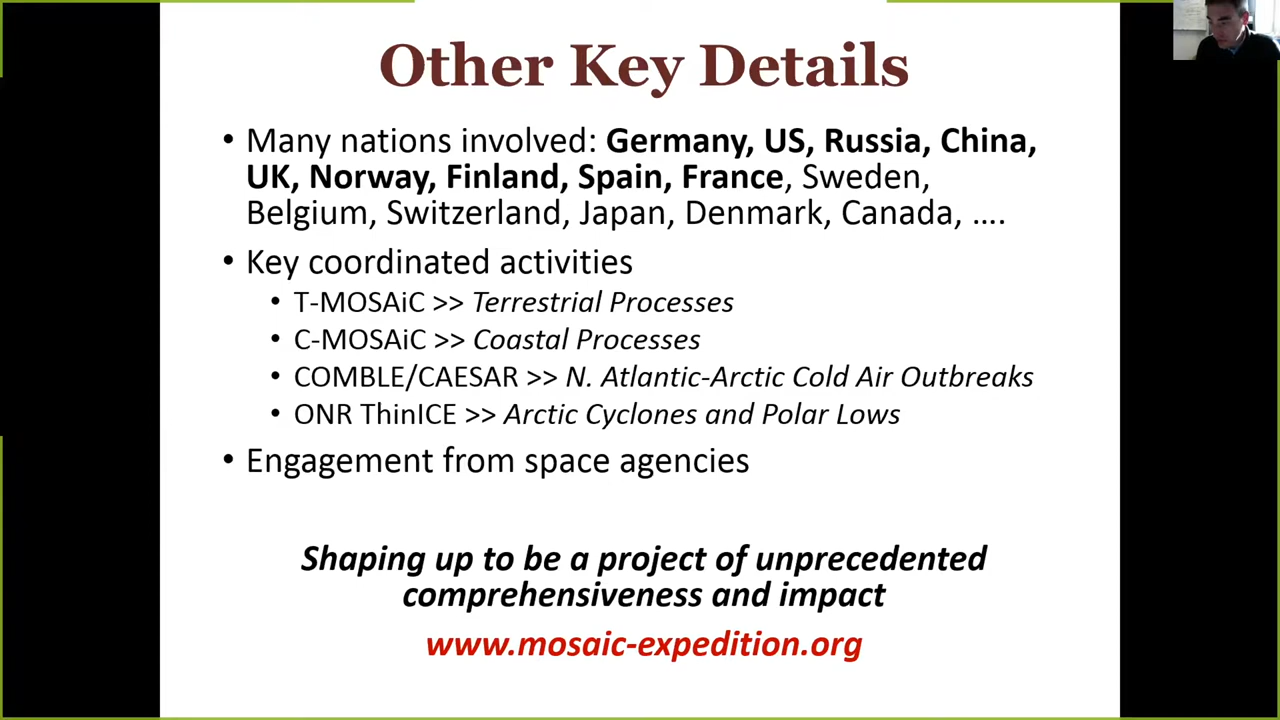 Other Key Details
• Many nations involved: Germany, US, Russia, China,
UK, Norway, Finland, Spain, France, Sweden,
Belgium, Switzerland, Japan, Denmark, Canada, ….
• Key coordinated activities
• T-MOSAiC >> Terrestrial Processes
• C-MOSAiC >> Coastal Processes
• COMBLE/CAESAR >> N. Atlantic-Arctic Cold Air Outbreaks
• ONR ThinICE >> Arctic Cyclones and Polar Lows
• Engagement from space agencies
Shaping up to be a project of unprecedented
comprehensiveness and impact
www.mosaic-expedition.org